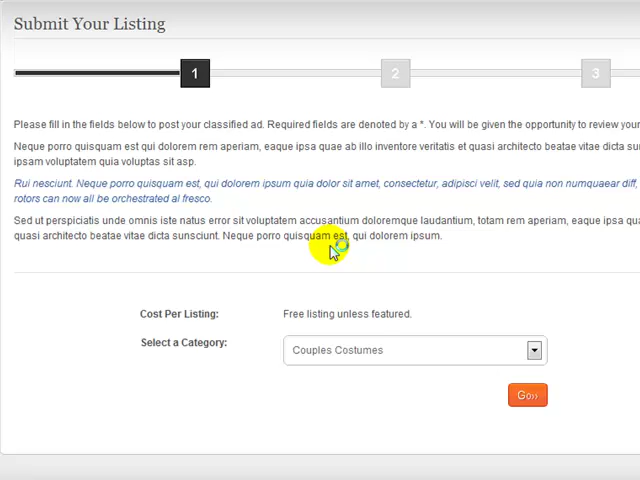 Submit Your Listing
1 2 3
Please fill in the fields below to post your classified ad. Required fields are denoted by a *. You will be given the opportunity to review your
Neque porro quisquam est qui dolorem rem aperiam, eaque ipsa quae ab illo inventore veritatis et quasi architecto beatae vitae dicta sunt
ipsam voluptatem quia voluptas sit asp.
Rui nesciunt. Neque porro quisquam est, qui dolorem ipsum quia dolor sit amet, consectetur, adipisci velit, sed quia non numquaeur diff,
rotors can now all be orchestrated al fresco.
Sed ut perspiciatis unde omnis iste natus error sit voluptatem accusantium doloremque laudantium, totam rem aperiam, eaque ipsa qua
quasi architecto beatae vitae dicta sunsciunt. Neque porro quisquam est, qui dolorem ipsum.
Cost Per Listing: Free listing unless featured.
Select a Category: Couples Costumes
Go››